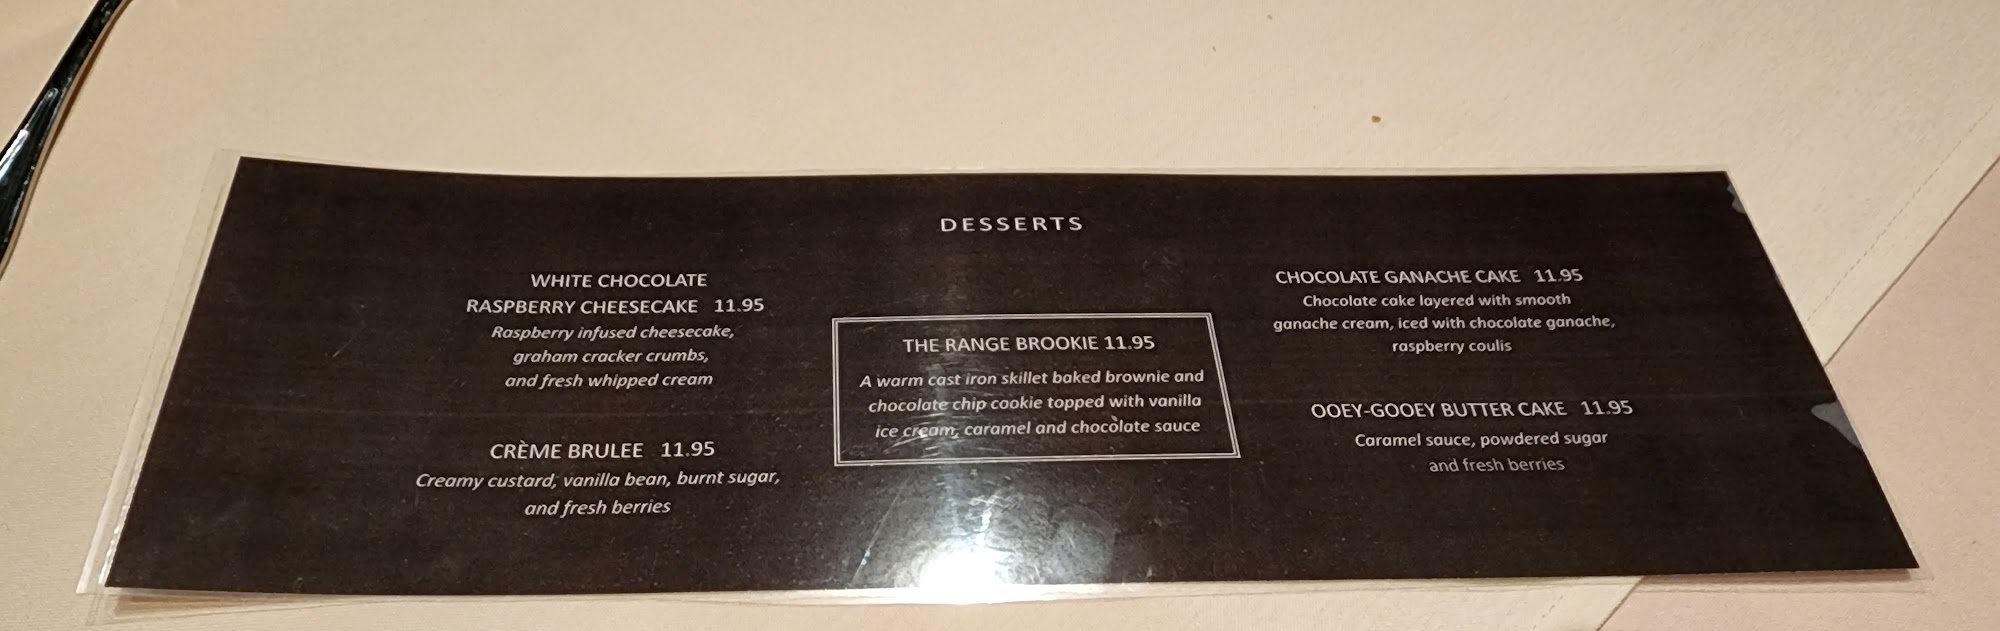 DESSERTS
WHITE CHOCOLATE
RASPBERRY CHEESECAKE 11.95
Raspberry infused cheesecake,
graham cracker crumbs,
and fresh whipped cream
CRÈME BRULEE 11.95
Creamy custard, vanilla bean, burnt sugar,
and fresh berries
THE RANGE BROOKIE 11.95
A warm cast iron skillet baked brownie and
chocolate chip cookie topped with vanilla
ice cream, caramel and chocolate sauce
CHOCOLATE GANACHE CAKE 11.95
Chocolate cake layered with smooth
ganache cream, iced with chocolate ganache,
raspberry coulis
OOEY-GOOEY BUTTER CAKE 11.95
Caramel sauce, powdered sugar
and fresh berries